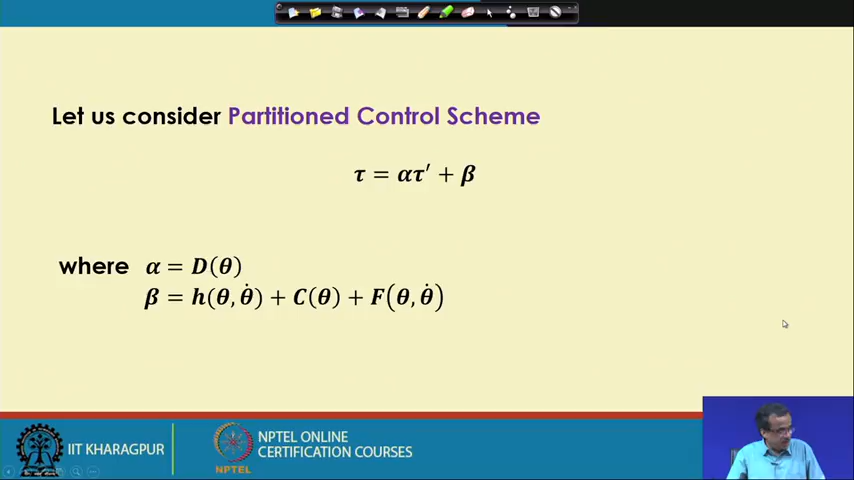 Let us consider Partitioned Control Scheme
τ = ατ′ + β
where α = D(θ)
β = h(θ, θ̇) + C(θ) + F(θ, θ̇)
IIT KHARAGPUR
NPTEL
NPTEL ONLINE
CERTIFICATION COURSES